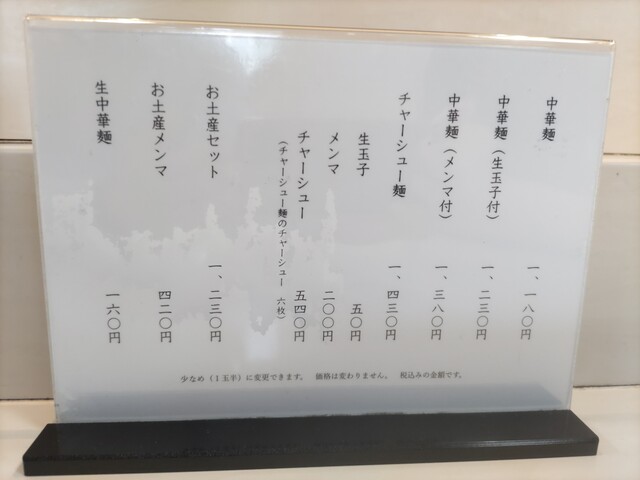 中華麺 一、一八〇円
中華麺（生玉子付） 一、二三〇円
中華麺（メンマ付） 一、三八〇円
チャーシュー麺 一、四三〇円
生玉子 五〇円
メンマ 二〇〇円
チャーシュー 五四〇円
（チャーシュー麺のチャーシュー 六枚）
お土産セット 一、二三〇円
お土産メンマ 四二〇円
生中華麺 一六〇円
少なめ（1玉半）に変更できます。 価格は変わりません。 税込みの金額です。